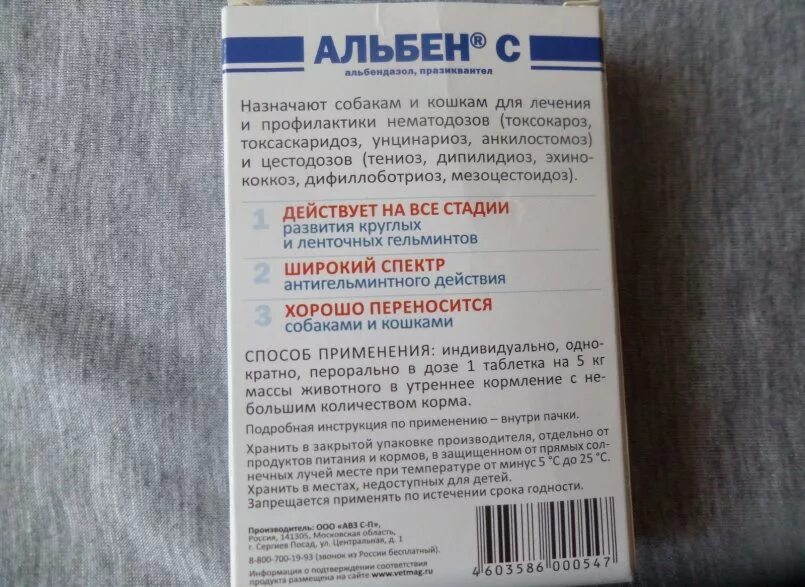 АЛЬБЕН® С
альбендазол, празиквантел
Назначают собакам и кошкам для лечения
и профилактики нематодозов (токсокароз,
токсаскаридоз, унцинариоз, анкилостомоз)
и цестодозов (тениоз, дипилидиоз, эхино-
коккоз, дифиллоботриоз, мезоцестоидоз).
1 ДЕЙСТВУЕТ НА ВСЕ СТАДИИ
развития круглых
и ленточных гельминтов
2 ШИРОКИЙ СПЕКТР
антигельминтного действия
3 ХОРОШО ПЕРЕНОСИТСЯ
собаками и кошками
СПОСОБ ПРИМЕНЕНИЯ: индивидуально, одно-
кратно, перорально в дозе 1 таблетка на 5 кг
массы животного в утреннее кормление с не-
большим количеством корма.
Подробная инструкция по применению – внутри пачки.
Хранить в закрытой упаковке производителя, отдельно от
продуктов питания и кормов, в защищенном от прямых сол-
нечных лучей месте при температуре от минус 5 °С до 25 °С.
Хранить в местах, недоступных для детей.
Запрещается применять по истечении срока годности.
Производитель: ООО «АВЗ С-П»,
Россия, 141305, Московская область,
г. Сергиев Посад, ул. Центральная, д. 1
8-800-700-19-93 (звонок из России бесплатный).
Информация о подтверждении соответствия
продукта размещена на сайте www.vetmag.ru
4603586 000547